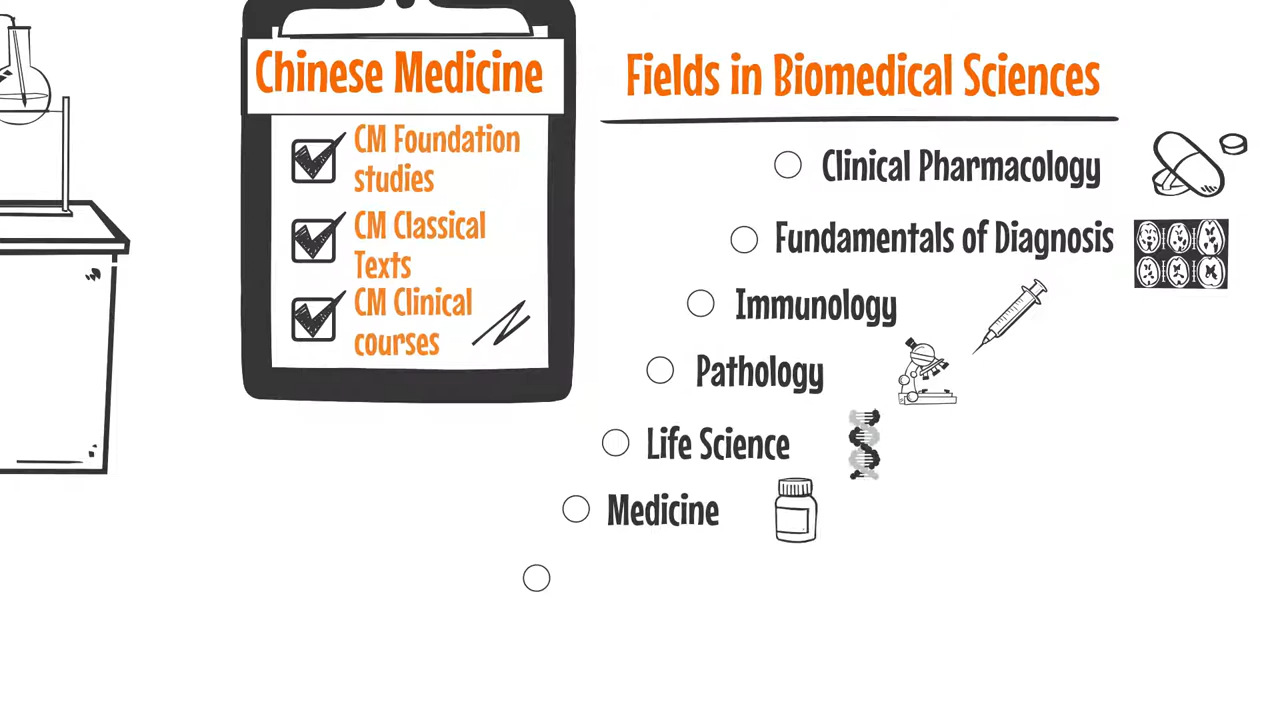 Chinese Medicine
CM Foundation
studies
CM Classical
Texts
CM Clinical
courses
Fields in Biomedical Sciences
Clinical Pharmacology
Fundamentals of Diagnosis
Immunology
Pathology
Life Science
Medicine